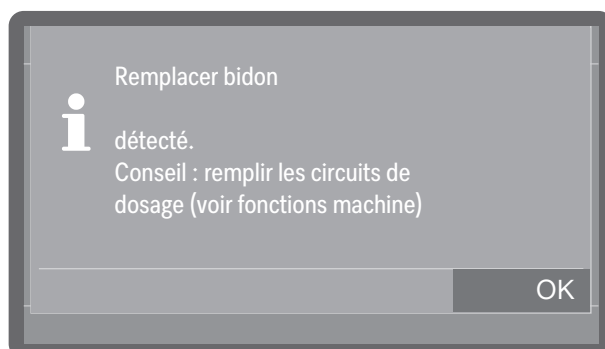 Remplacer bidon
détecté.
Conseil : remplir les circuits de
dosage (voir fonctions machine)
OK